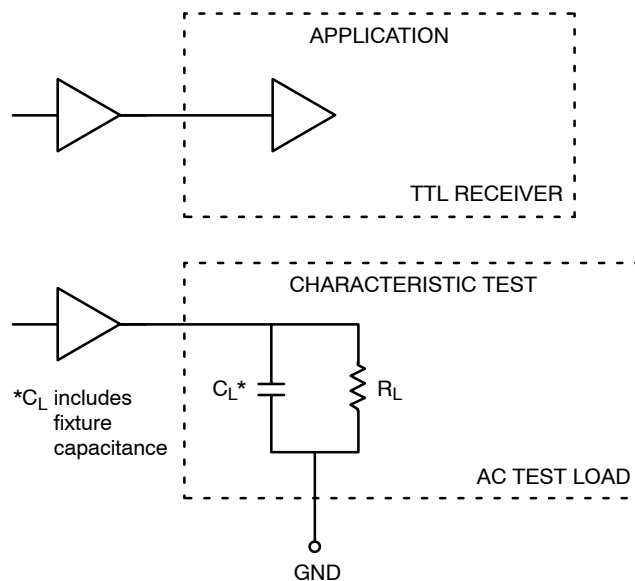 APPLICATION
TTL RECEIVER
CHARACTERISTIC TEST
*CL includes
fixture
capacitance
CL*
RL
AC TEST LOAD
GND